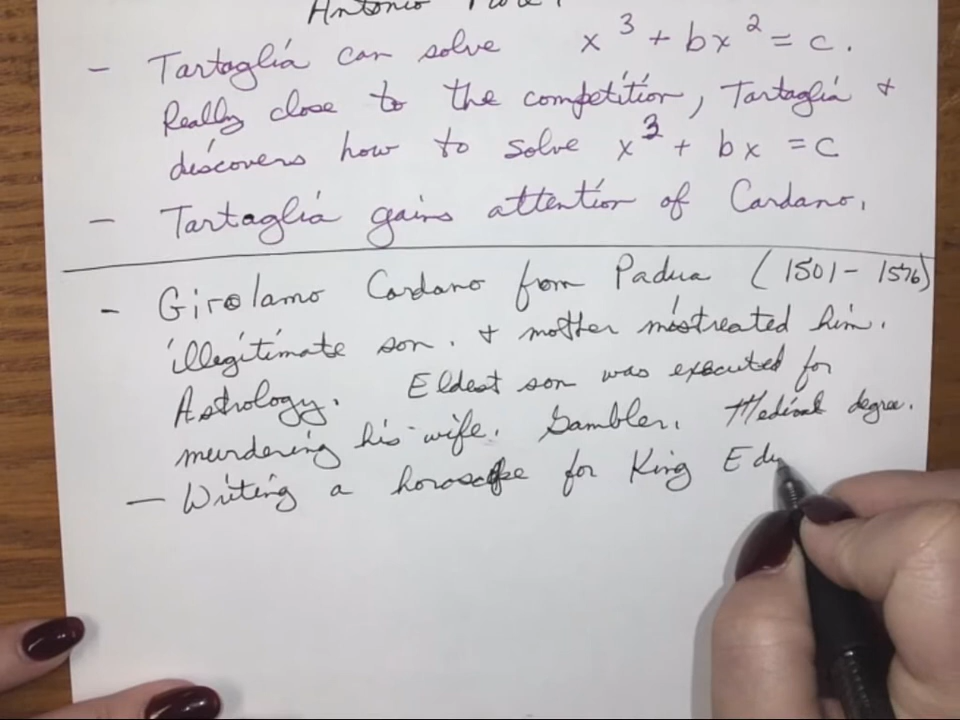 Antonio
- Tartaglia can solve x³ + bx² = c.
Really close to the competition, Tartaglia +
discovers how to solve x³ + bx = c
- Tartaglia gains attention of Cardano.
- Girolamo Cardano from Padua (1501 - 1576)
illegitimate son. + mother mistreated him.
Astrology. Eldest son was executed for
murdering his wife. Gambler. Medical degree.
- Writing a for King Edw